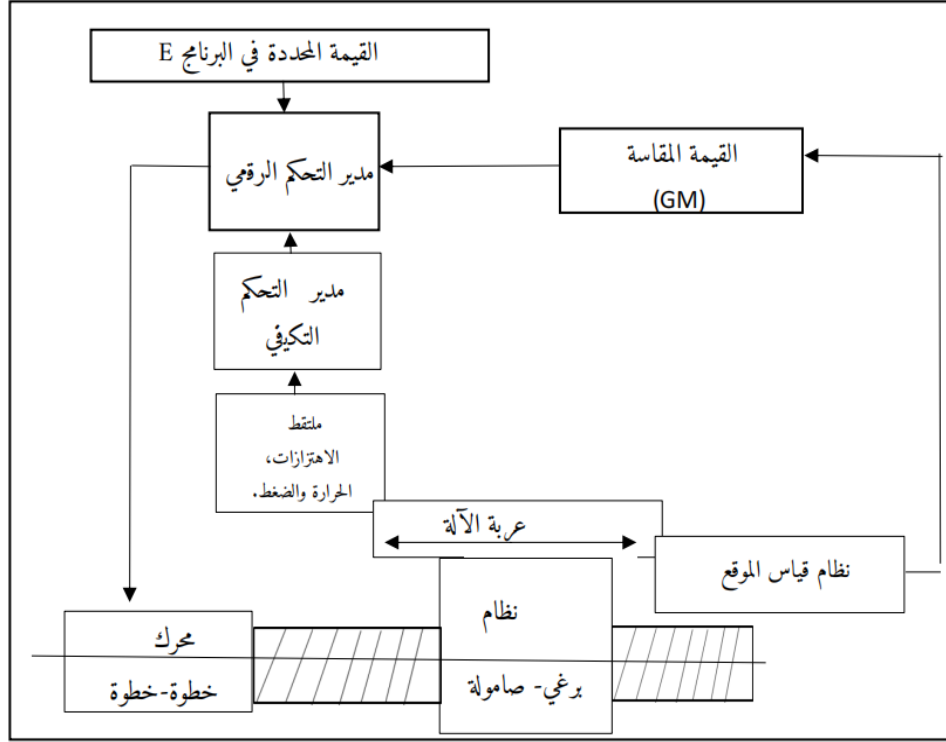 القيمة المحددة في البرنامج E
مدير التحكم الرقمي
القيمة المقاسة
(GM)
مدير التحكم
التكيفي
ملتقط
الاهتزازات،
الحرارة والضغط.
عربة الآلة
نظام قياس الموقع
نظام
برغي- صامولة
محرك
خطوة-خطوة